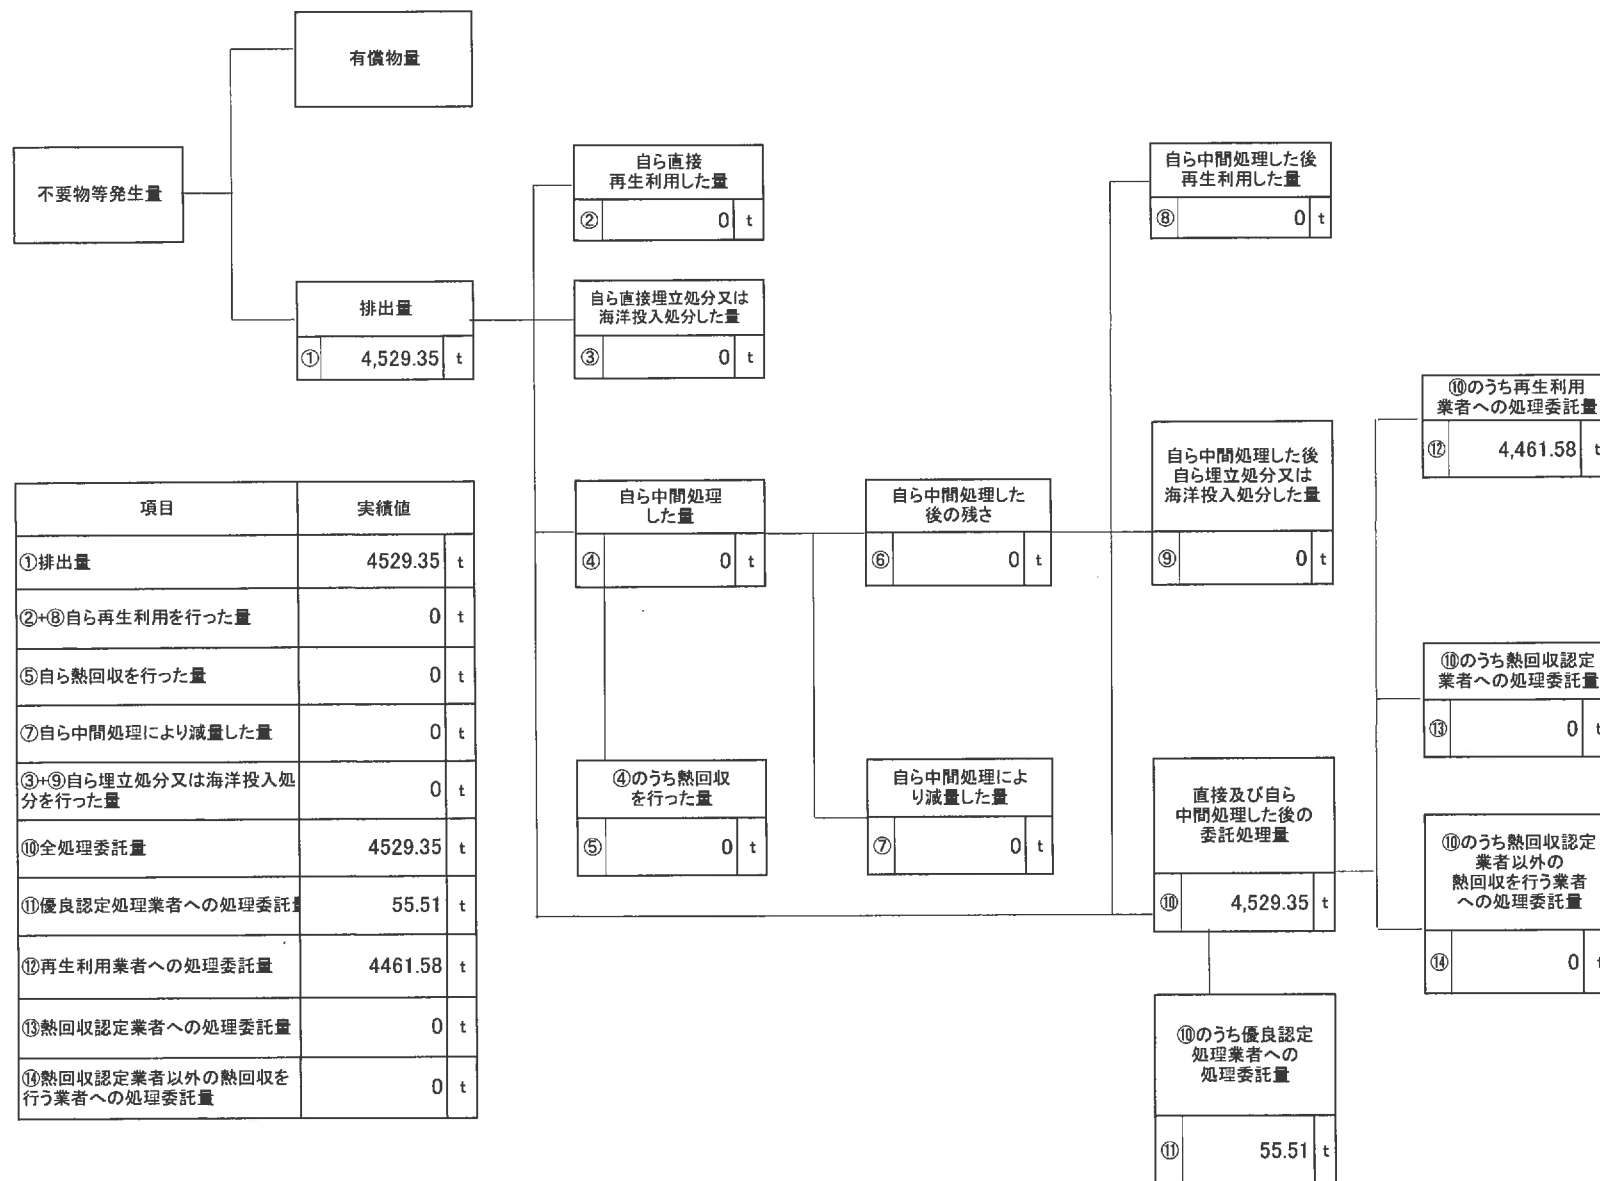 有償物量
不要物等発生量
排出量
① 4,529.35 t
自ら直接
再生利用した量
② 0 t
自ら直接埋立処分又は
海洋投入処分した量
③ 0 t
自ら中間処理
した量
④ 0 t
④のうち熱回収
を行った量
⑤ 0 t
自ら中間処理した
後の残さ
⑥ 0 t
自ら中間処理によ
り減量した量
⑦ 0 t
自ら中間処理した後
再生利用した量
⑧ 0 t
自ら中間処理した後
自ら埋立処分又は
海洋投入処分した量
⑨ 0 t
直接及び自ら
中間処理した後の
委託処理量
⑩ 4,529.35 t
⑩のうち優良認定
処理業者への
処理委託量
⑪ 55.51 t
⑩のうち再生利用
業者への処理委託量
⑫ 4,461.58 t
⑩のうち熱回収認定
業者への処理委託量
⑬ 0 t
⑩のうち熱回収認定
業者以外の
熱回収を行う業者
への処理委託量
⑭ 0 t
項目 実績値
①排出量 4529.35 t
②+⑧自ら再生利用を行った量 0 t
⑤自ら熱回収を行った量 0 t
⑦自ら中間処理により減量した量 0 t
③+⑨自ら埋立処分又は海洋投入処
分を行った量 0 t
⑩全処理委託量 4529.35 t
⑪優良認定処理業者への処理委託量 55.51 t
⑫再生利用業者への処理委託量 4461.58 t
⑬熱回収認定業者への処理委託量 0 t
⑭熱回収認定業者以外の熱回収を
行う業者への処理委託量 0 t